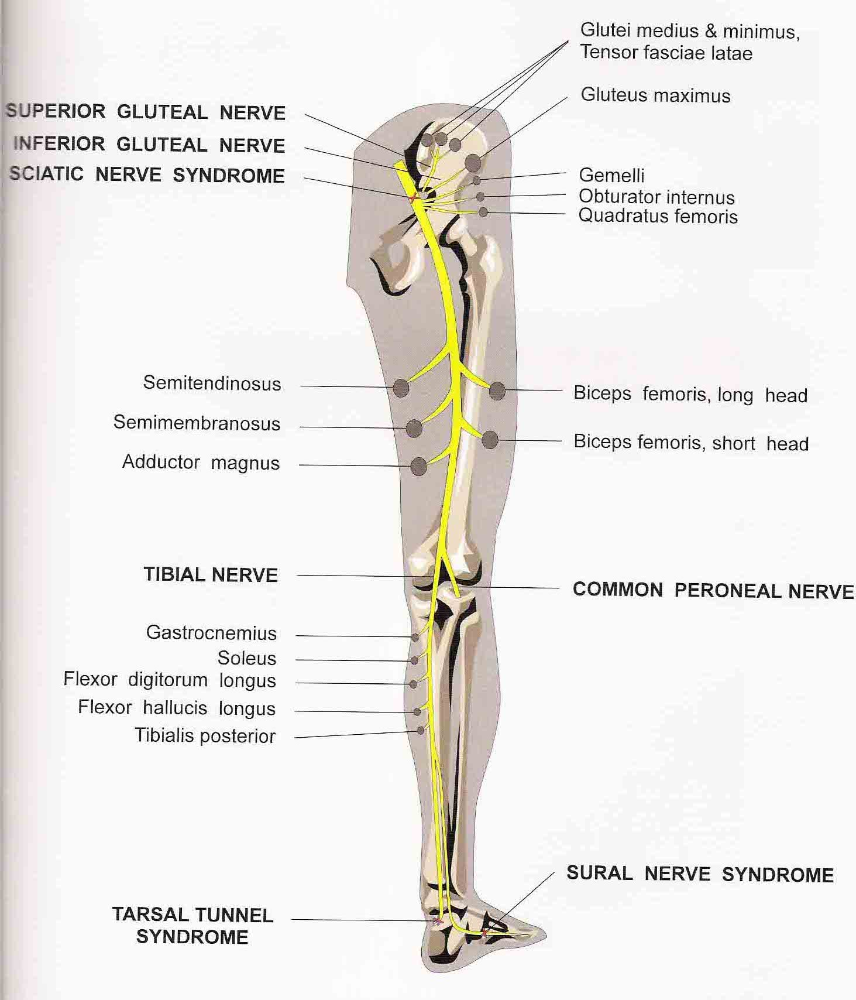 Glutei medius & minimus,
Tensor fasciae latae
Gluteus maximus
SUPERIOR GLUTEAL NERVE
INFERIOR GLUTEAL NERVE
SCIATIC NERVE SYNDROME
Gemelli
Obturator internus
Quadratus femoris
Semitendinosus
Semimembranosus
Adductor magnus
Biceps femoris, long head
Biceps femoris, short head
TIBIAL NERVE
COMMON PERONEAL NERVE
Gastrocnemius
Soleus
Flexor digitorum longus
Flexor hallucis longus
Tibialis posterior
SURAL NERVE SYNDROME
TARSAL TUNNEL
SYNDROME